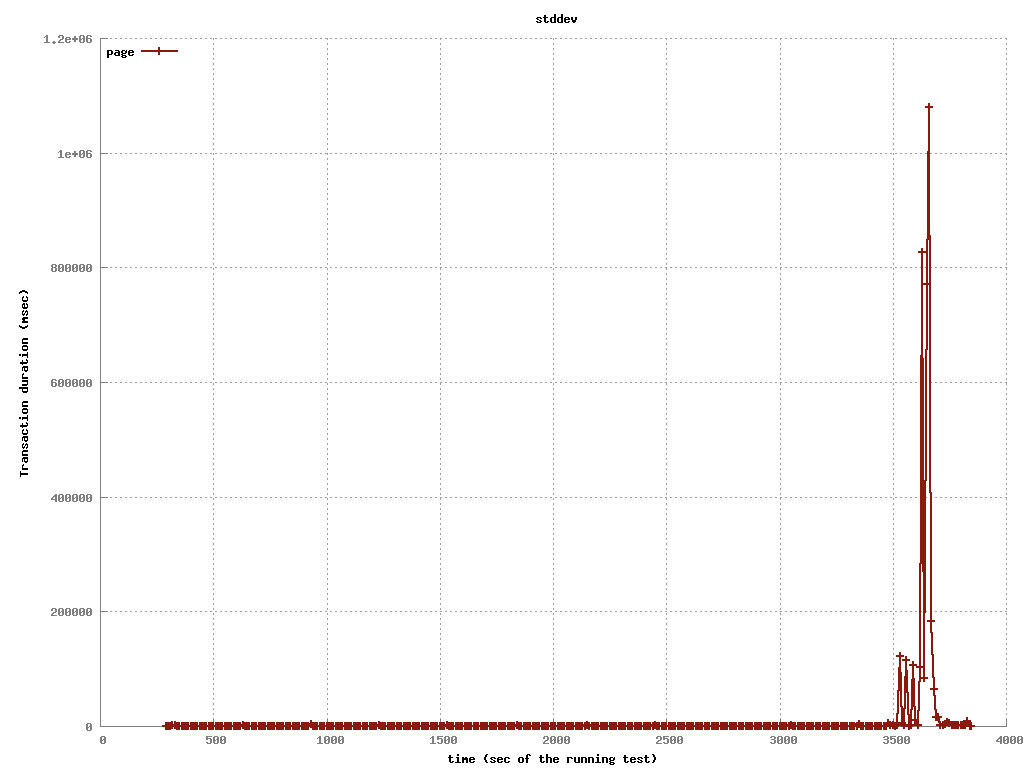 stddev
1.2e+06
page
1e+06
800000
600000
400000
200000
0
Transaction duration (msec)
0 500 1000 1500 2000 2500 3000 3500 4000
time (sec of the running test)